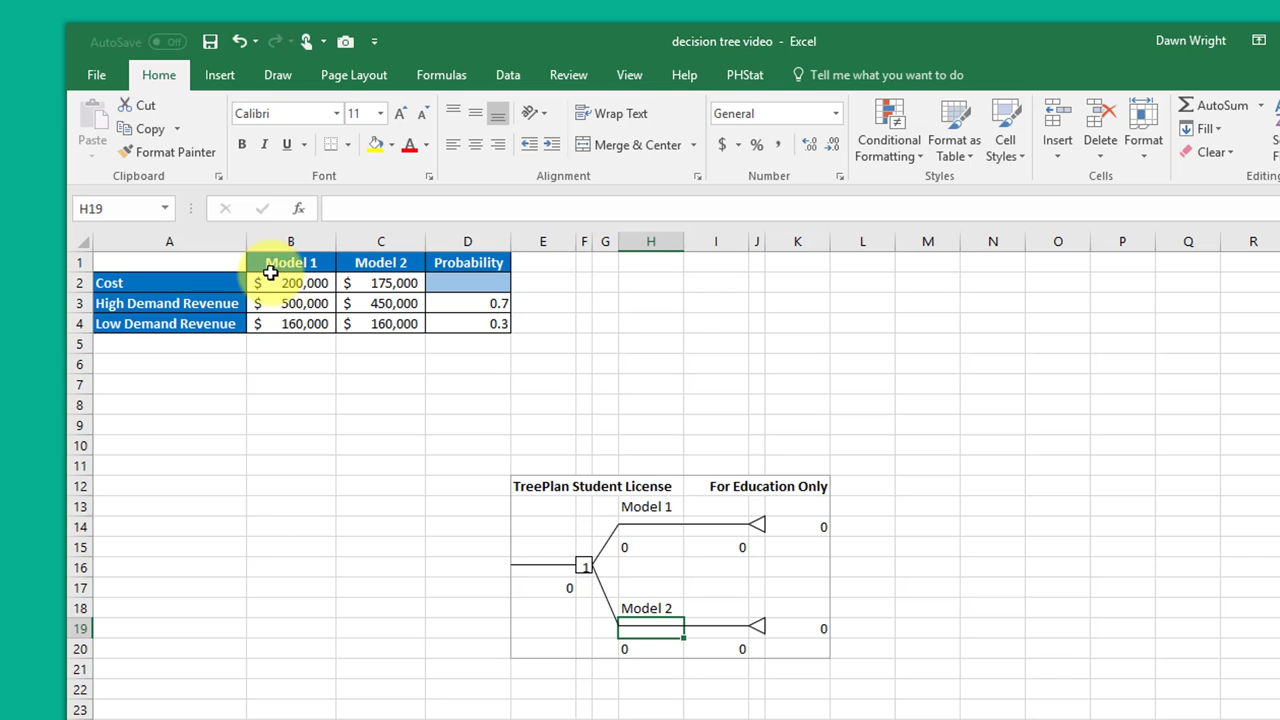 AutoSave Off decision tree video - Excel Dawn Wright
File Home Insert Draw Page Layout Formulas Data Review View Help PHStat Tell me what you want to do
Paste Cut Copy Format Painter Clipboard
Calibri 11 A A B I U A Font
Wrap Text Merge & Center Alignment
General $ % , Number
Conditional Formatting Format as Table Cell Styles Styles
Insert Delete Format Cells
AutoSum Fill Clear Editing
H19 fx
A B C D E F G H I J K L M N O P Q R
1 Model 1 Model 2 Probability
2 Cost $ 200,000 $ 175,000
3 High Demand Revenue $ 500,000 $ 450,000 0.7
4 Low Demand Revenue $ 160,000 $ 160,000 0.3
5
6
7
8
9
10
11
12 TreePlan Student License For Education Only
13 Model 1
14 0
15 0 0
16 1
17 0
18 Model 2
19 0
20 0 0
21
22
23